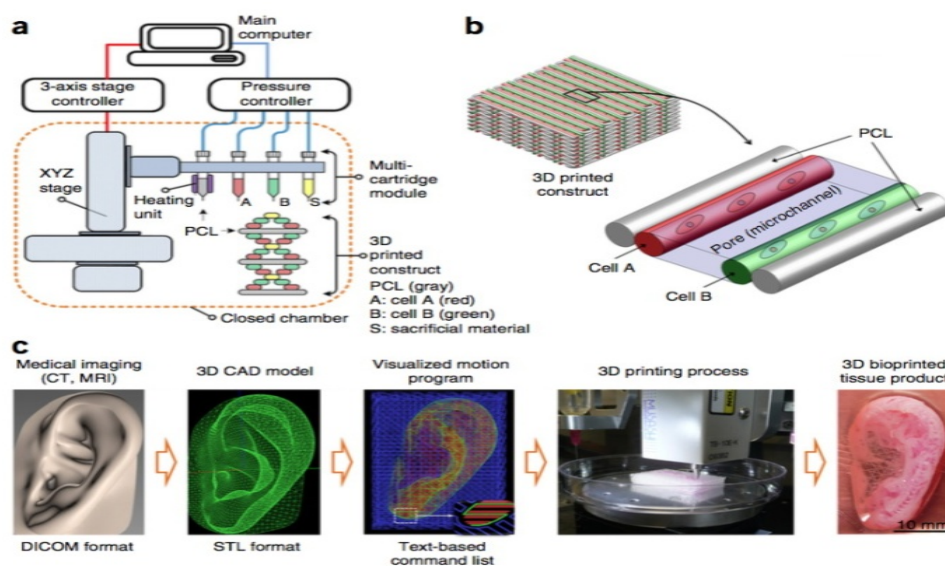 a
Main
computer
3-axis stage
controller
Pressure
controller
XYZ
stage
Heating
unit
A
B
S
Multi-
cartridge
module
PCL
3D
printed
construct
PCL (gray)
A: cell A (red)
B: cell B (green)
S: sacrificial material
Closed chamber
b
3D printed
construct
PCL
Pore (microchannel)
Cell A
Cell B
c
Medical imaging
(CT, MRI)
3D CAD model
Visualized motion
program
3D printing process
3D bioprinted
tissue product
DICOM format
STL format
Text-based
command list
10 mm